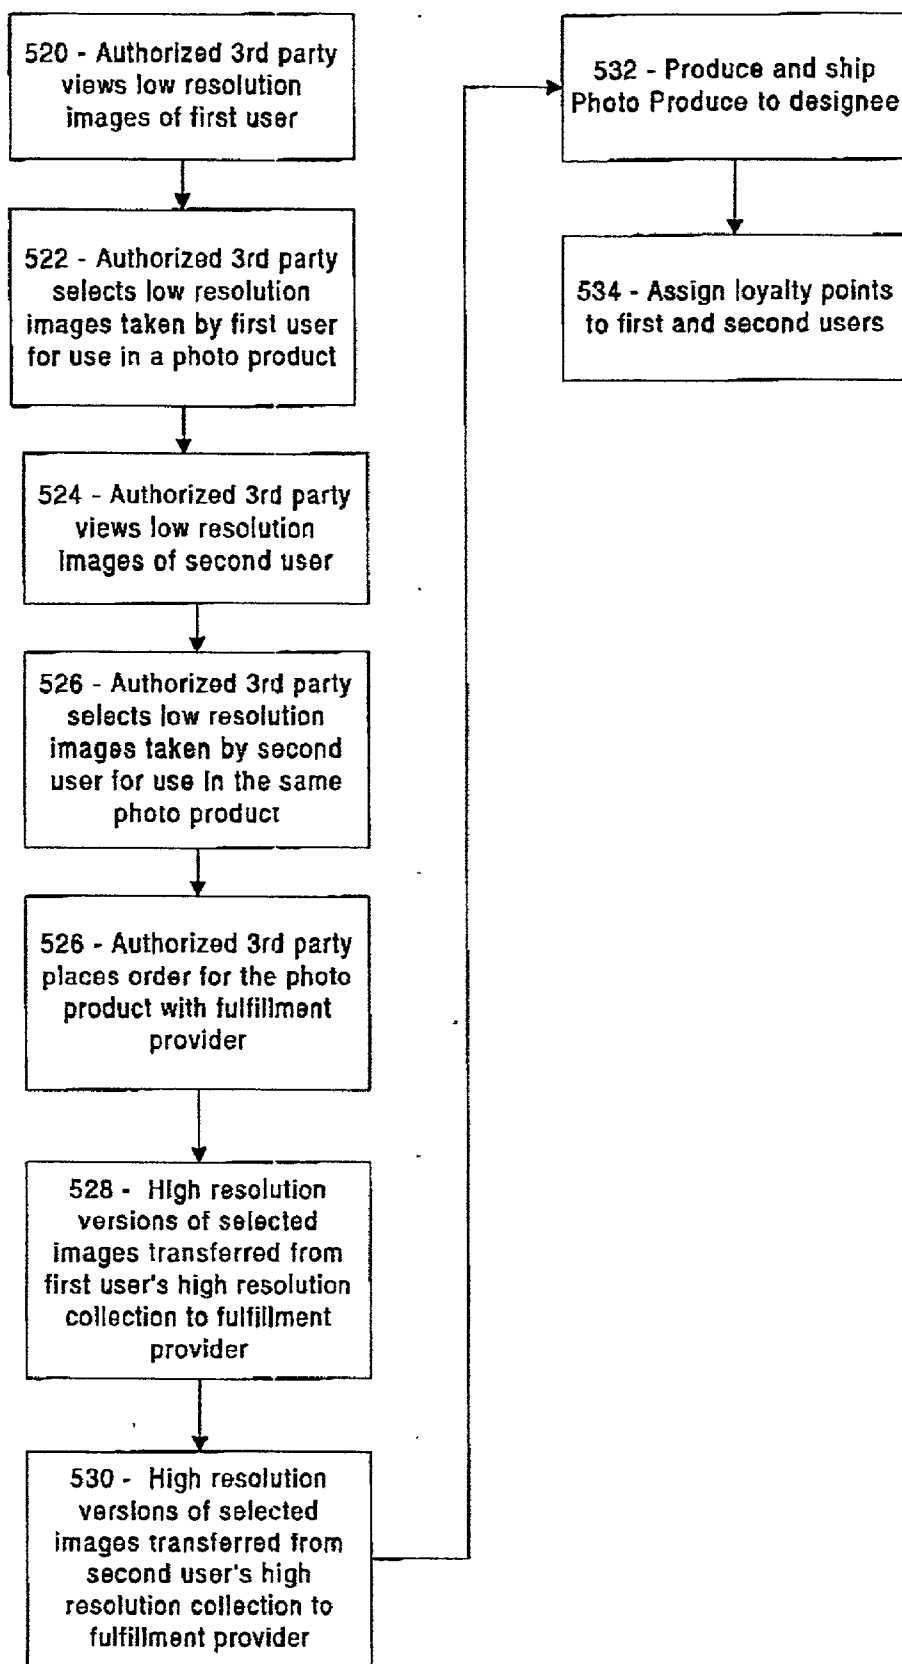 520 - Authorized 3rd party
views low resolution
images of first user
522 - Authorized 3rd party
selects low resolution
images taken by first user
for use in a photo product
524 - Authorized 3rd party
views low resolution
images of second user
526 - Authorized 3rd party
selects low resolution
images taken by second
user for use in the same
photo product
526 - Authorized 3rd party
places order for the photo
product with fulfillment
provider
528 - High resolution
versions of selected
images transferred from
first user's high resolution
collection to fulfillment
provider
530 - High resolution
versions of selected
images transferred from
second user's high
resolution collection to
fulfillment provider
532 - Produce and ship
Photo Produce to designee
534 - Assign loyalty points
to first and second users